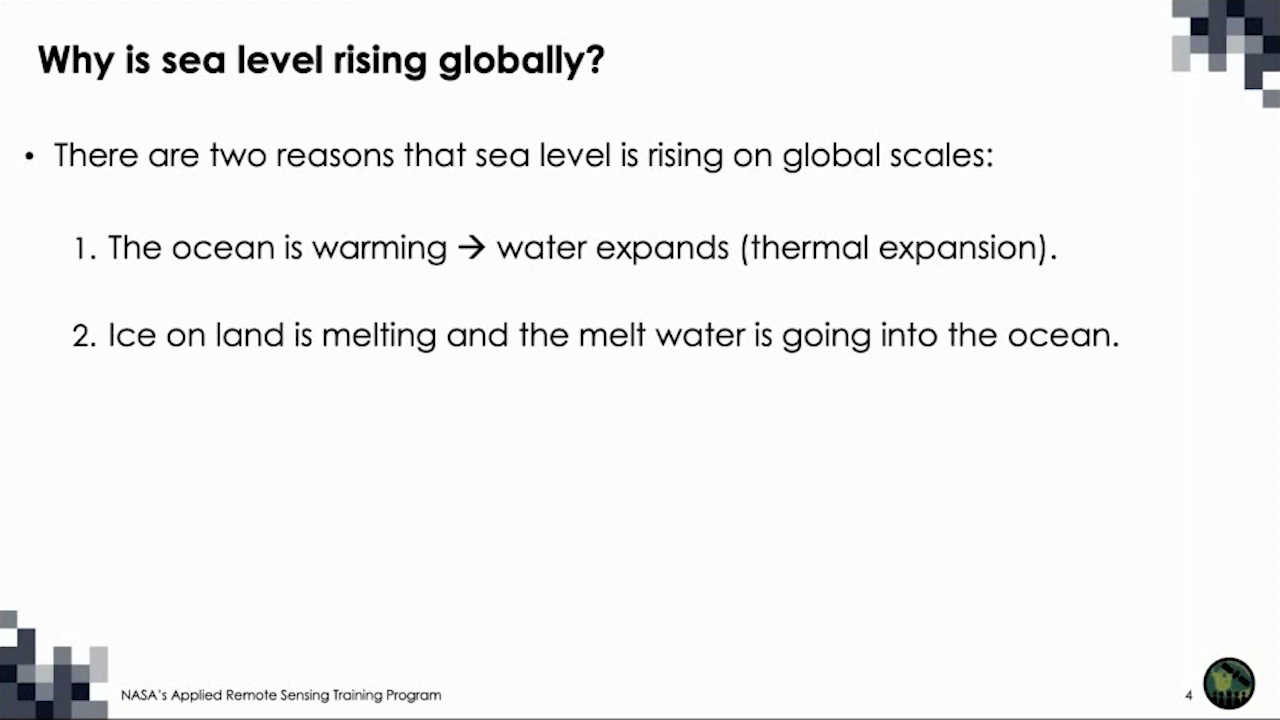 Why is sea level rising globally?
• There are two reasons that sea level is rising on global scales:
1. The ocean is warming → water expands (thermal expansion).
2. Ice on land is melting and the melt water is going into the ocean.
NASA's Applied Remote Sensing Training Program
4